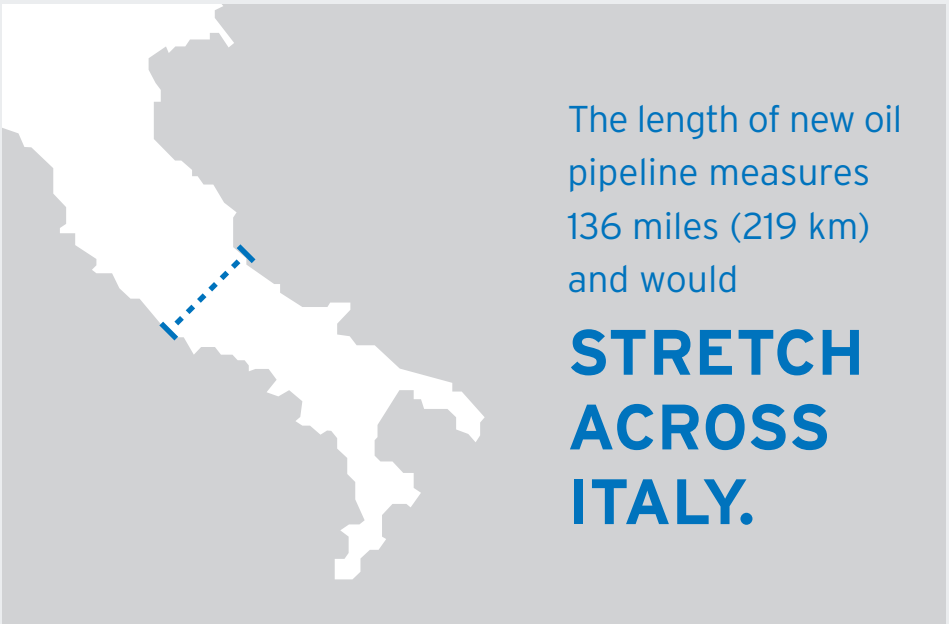 The length of new oil
pipeline measures
136 miles (219 km)
and would
STRETCH
ACROSS
ITALY.